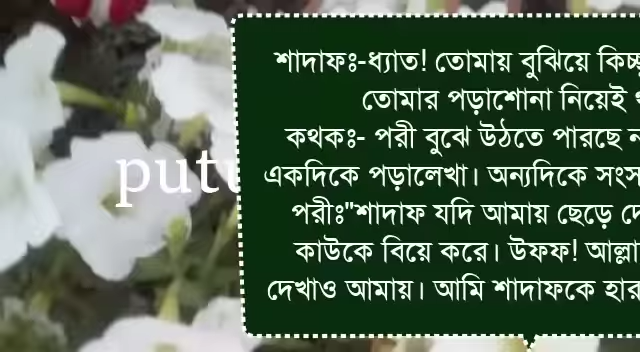 শাদাফঃ-ধ্যাত! তোমায় বুঝিয়ে
তোমার পড়াশোনা নিয়েই
কথকঃ- পরী বুঝে উঠতে পারছে
একদিকে পড়ালেখা। অন্যদিকে
putu
পরীঃ"শাদাফ যদি আমায় ছেড়ে
কাউকে বিয়ে করে। উফফ!
দেখাও আমায়। আমি শাদাফকে